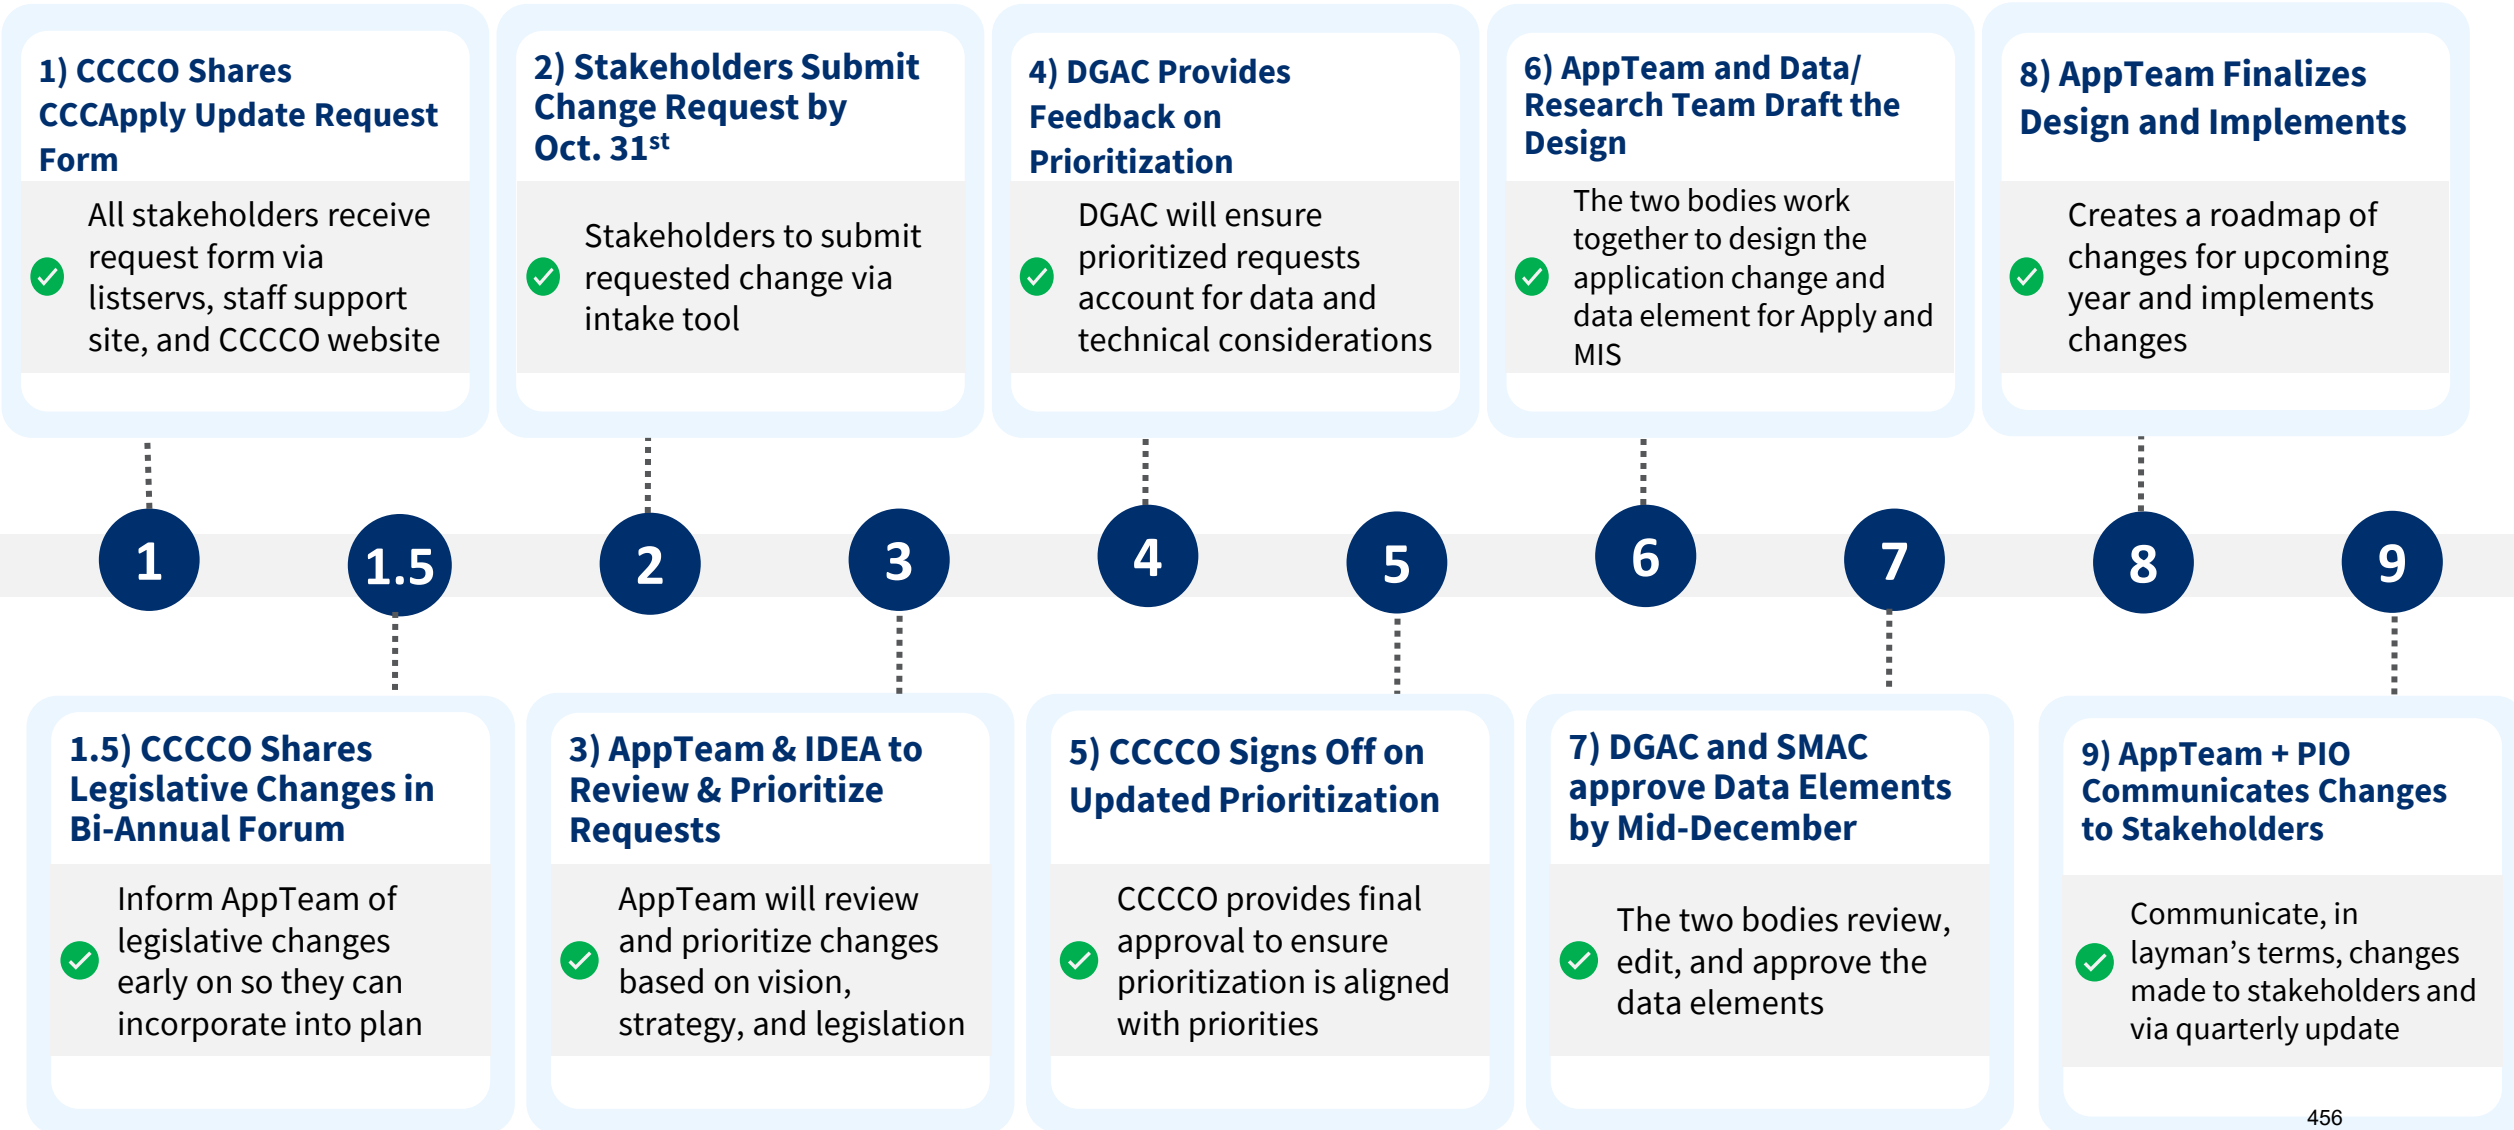 1) CCCCO Shares
CCCApply Update Request
Form
All stakeholders receive
request form via
listservs, staff support
site, and CCCCO website
2) Stakeholders Submit
Change Request by
Oct. 31st
Stakeholders to submit
requested change via
intake tool
4) DGAC Provides
Feedback on
Prioritization
DGAC will ensure
prioritized requests
account for data and
technical considerations
6) AppTeam and Data/
Research Team Draft the
Design
The two bodies work
together to design the
application change and
data element for Apply and
MIS
8) AppTeam Finalizes
Design and Implements
Creates a roadmap of
changes for upcoming
year and implements
changes
1
1.5
2
3
4
5
6
7
8
9
1.5) CCCCO Shares
Legislative Changes in
Bi-Annual Forum
Inform AppTeam of
legislative changes
early on so they can
incorporate into plan
3) AppTeam & IDEA to
Review & Prioritize
Requests
AppTeam will review
and prioritize changes
based on vision,
strategy, and legislation
5) CCCCO Signs Off on
Updated Prioritization
CCCCO provides final
approval to ensure
prioritization is aligned
with priorities
7) DGAC and SMAC
approve Data Elements
by Mid-December
The two bodies review,
edit, and approve the
data elements
9) AppTeam + PIO
Communicates Changes
to Stakeholders
Communicate, in
layman’s terms, changes
made to stakeholders and
via quarterly update
456